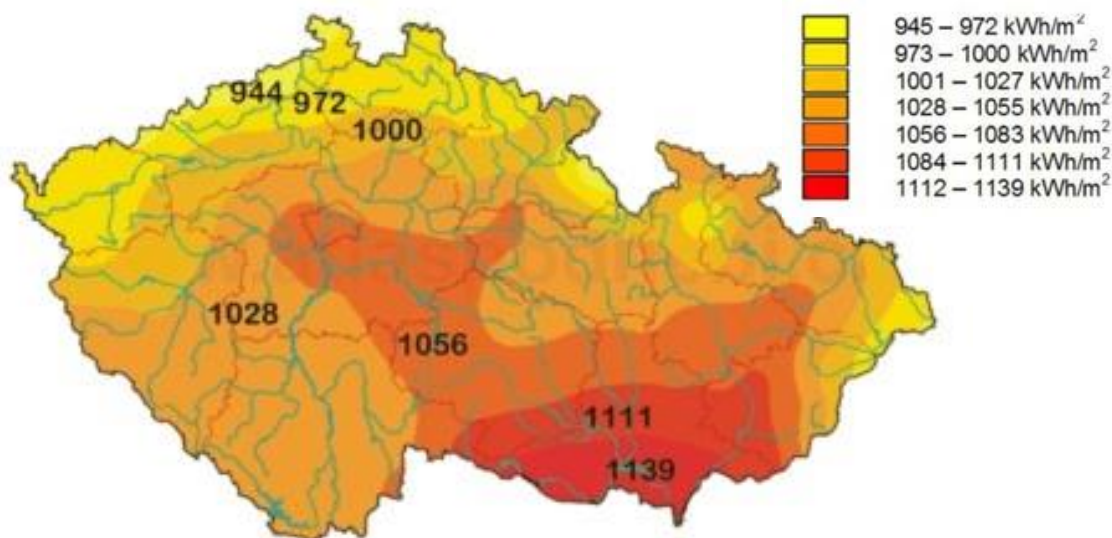 945 – 972 kWh/m²
973 – 1000 kWh/m²
1001 – 1027 kWh/m²
1028 – 1055 kWh/m²
1056 – 1083 kWh/m²
1084 – 1111 kWh/m²
1112 – 1139 kWh/m²
944
972
1000
1028
1056
1111
1139